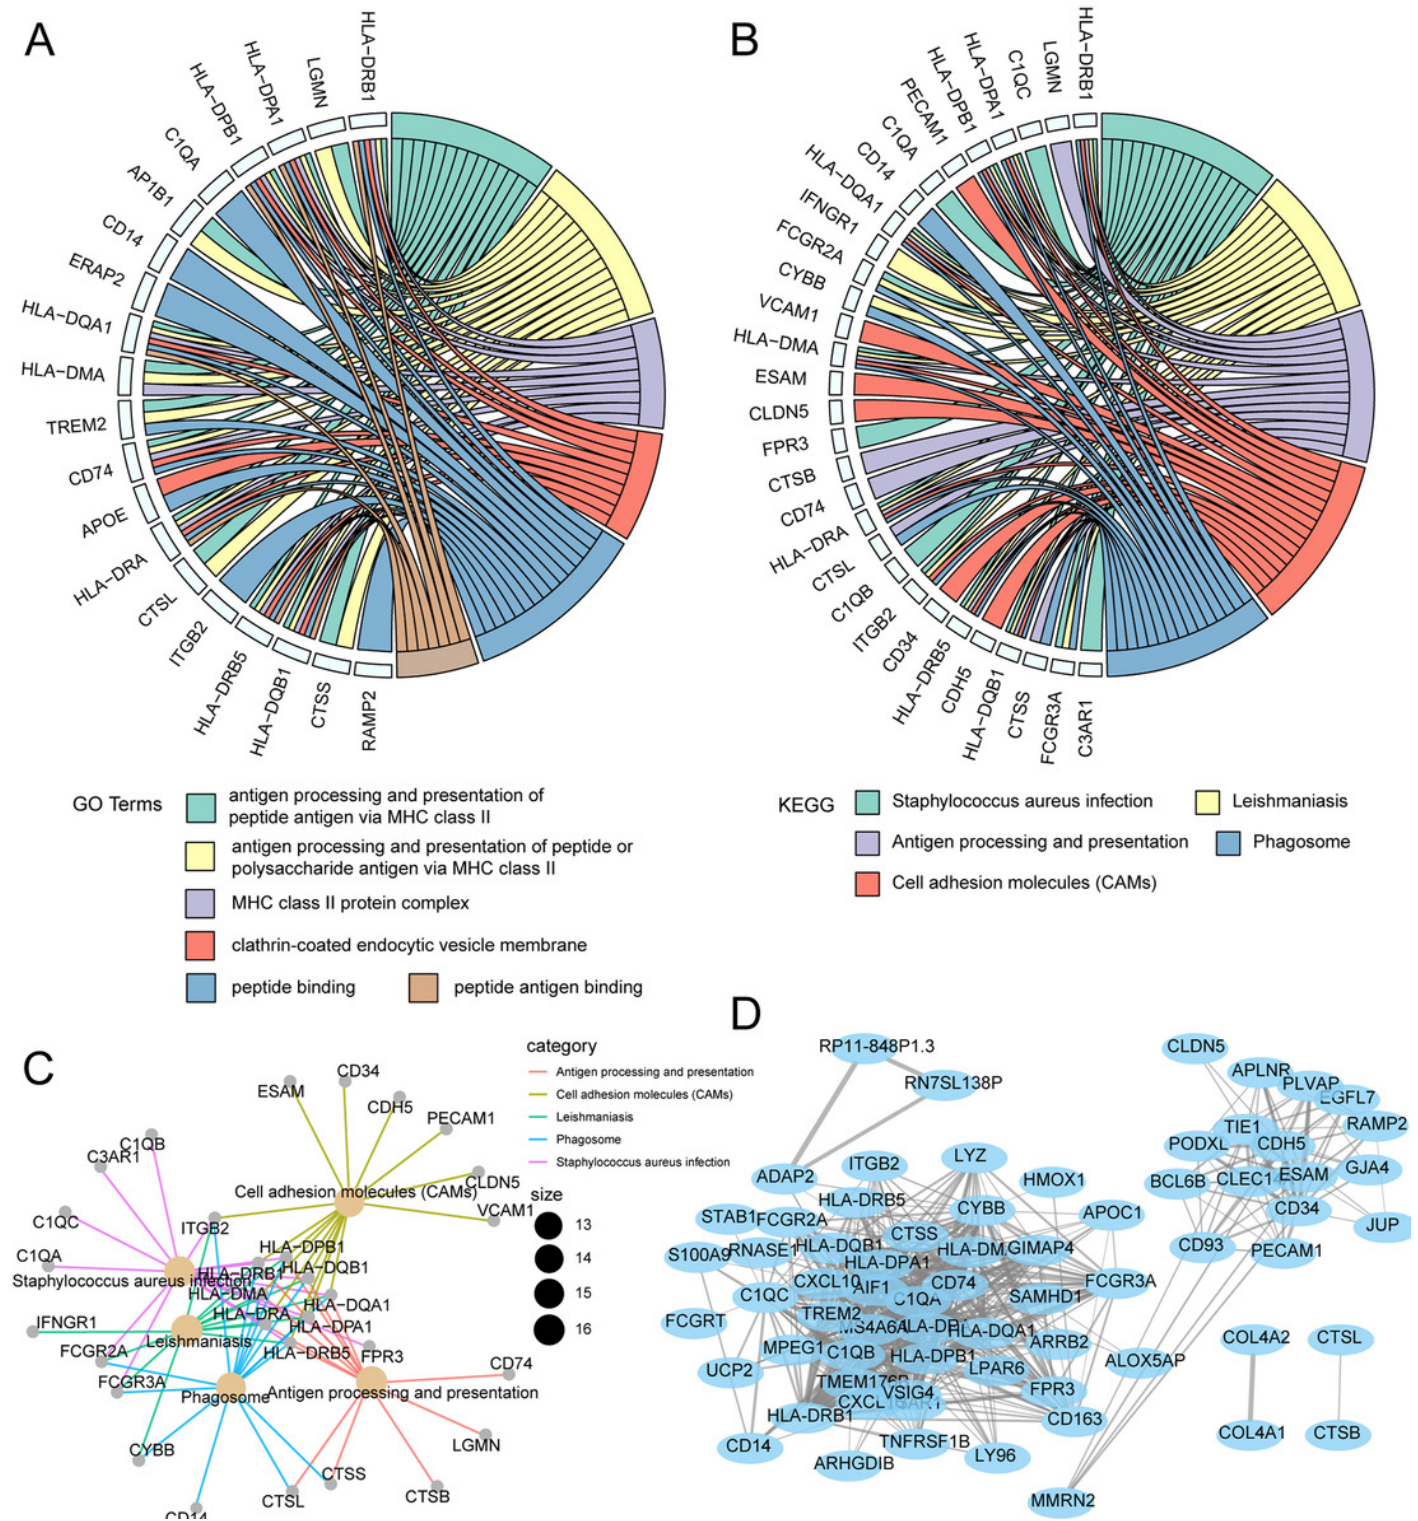 A
HLA-DRB1
LGMN
HLA-DPA1
HLA-DPB1
C1QA
AP1B1
CD14
ERAP2
HLA-DQA1
HLA-DMA
TREM2
CD74
APOE
HLA-DRA
CTSL
ITGB2
HLA-DRB5
HLA-DQB1
CTSS
RAMP2
GO Terms
antigen processing and presentation of
peptide antigen via MHC class II
antigen processing and presentation of peptide or
polysaccharide antigen via MHC class II
MHC class II protein complex
clathrin-coated endocytic vesicle membrane
peptide binding
peptide antigen binding
B
HLA-DRB1
LGMN
C1QC
HLA-DPA1
HLA-DPB1
PECAM1
C1QA
CD14
HLA-DQA1
IFNGR1
FCGR2A
CYBB
VCAM1
HLA-DMA
ESAM
CLDN5
FPR3
CTSB
CD74
HLA-DRA
CTSL
C1QB
ITGB2
CD34
HLA-DRB5
CDH5
HLA-DQB1
CTSS
FCGR3A
C3AR1
KEGG
Staphylococcus aureus infection
Leishmaniasis
Antigen processing and presentation
Phagosome
Cell adhesion molecules (CAMs)
C
category
Antigen processing and presentation
Cell adhesion molecules (CAMs)
Leishmaniasis
Phagosome
Staphylococcus aureus infection
size
13
14
15
16
CD34
ESAM
CDH5
PECAM1
C1QB
C3AR1
CLDN5
Cell adhesion molecules (CAMs)
VCAM1
C1QC
ITGB2
HLA-DPB1
C1QA
HLA-DRB1
HLA-DQB1
Staphylococcus aureus infection
HLA-DMA
HLA-DQA1
HLA-DRA
IFNGR1
HLA-DPA1
Leishmaniasis
FCGR2A
HLA-DRB5
FPR3
CD74
FCGR3A
Phagosome
Antigen processing and presentation
LGMN
CYBB
CTSS
CTSL
CTSB
CD14
D
RP11-848P1.3
RN7SL138P
CLDN5
APLNR
PLVAP
EGFL7
TIE1
RAMP2
PODXL
CDH5
ADAP2
ITGB2
LYZ
HMOX1
BCL6B
CLEC1
ESAM
GJA4
HLA-DRB5
CYBB
APOC1
CD34
JUP
STAB1
FCGR2A
CTSS
CD93
PECAM1
S100A9
RNASE1
HLA-DQB1
HLA-DM
GIMAP4
HLA-DPA1
CXCL10
AIF1
CD74
FCGR3A
C1QC
C1QA
SAMHD1
TREM2
FCGRT
MS4A6A
HLA-DQA1
ARRB2
COL4A2
CTSL
MPEG1
C1QB
HLA-DPB1
LPAR6
ALOX5AP
UCP2
VSIG4
FPR3
HLA-DRB1
CD163
COL4A1
CTSB
CD14
TNFRSF1B
LY96
ARHGDIB
MMRN2